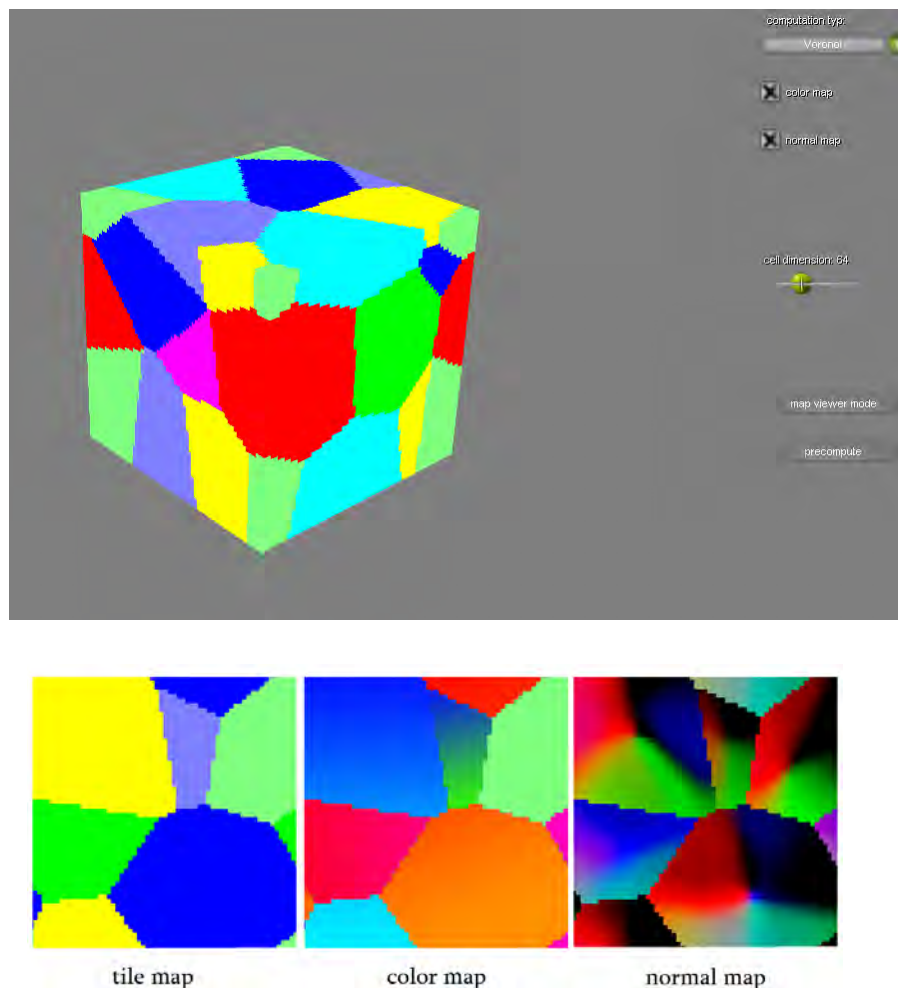 computation typ:
Voronoi
color map
normal map
cell dimension: 64
map viewer mode
precompute
tile map
color map
normal map